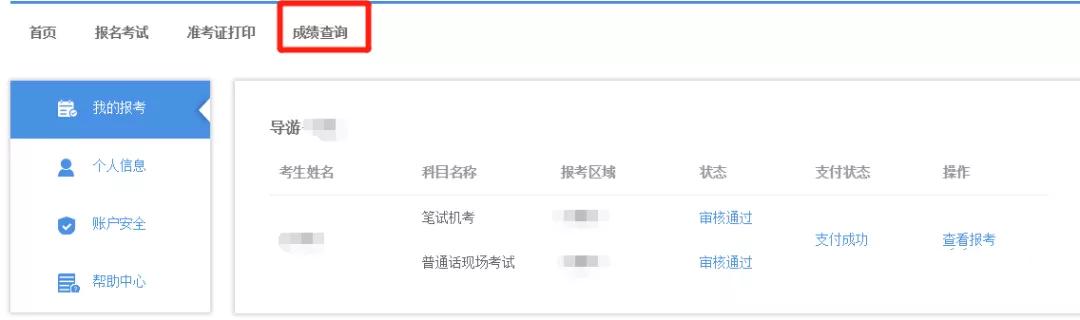 首页 报名考试 准考证打印 成绩查询
我的报考
个人信息
账户安全
帮助中心
导游
考生姓名 科目名称 报考区域 状态 支付状态 操作
笔试机考 审核通过
支付成功 查看报考
普通话现场考试 审核通过